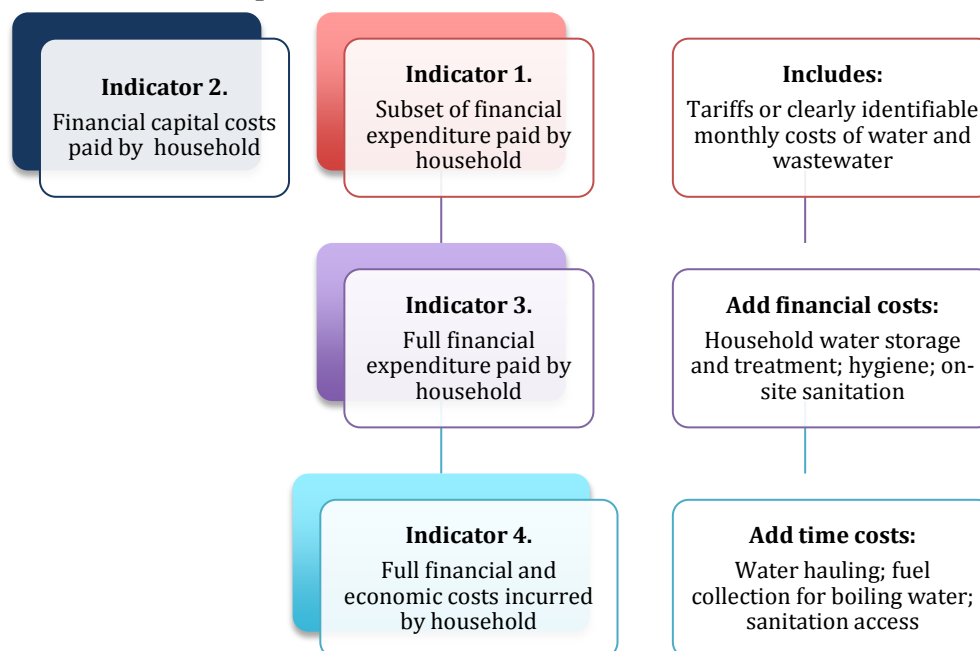 Indicator 2.
Financial capital costs
paid by household
Indicator 1.
Subset of financial
expenditure paid by
household
Includes:
Tariffs or clearly identifiable
monthly costs of water and
wastewater
Indicator 3.
Full financial
expenditure paid by
household
Add financial costs:
Household water storage
and treatment; hygiene; on-
site sanitation
Indicator 4.
Full financial and
economic costs incurred
by household
Add time costs:
Water hauling; fuel
collection for boiling water;
sanitation access